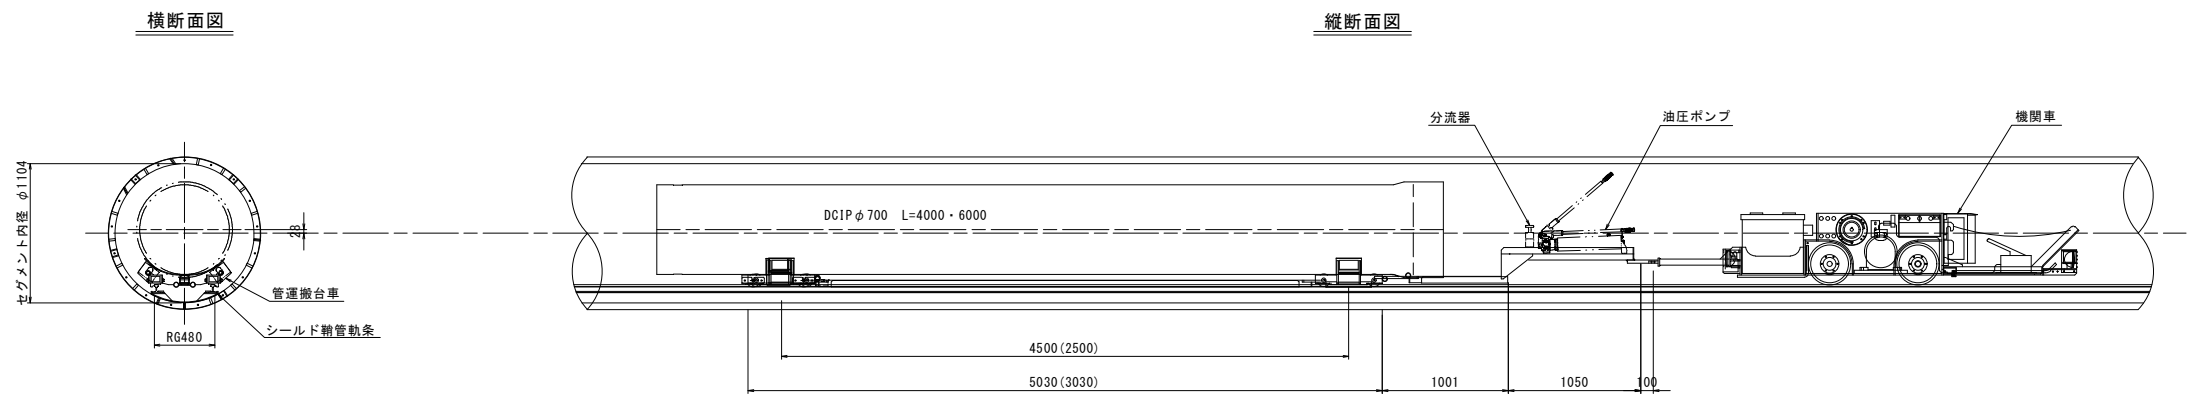 横断面図
縦断面図
分流器
油圧ポンプ
機関車
セグメント内径 φ1104
DCIPφ700 L=4000・6000
28
管運搬台車
シールド鞘管軌条
RG480
4500(2500)
5030(3030)
1001
1050
100